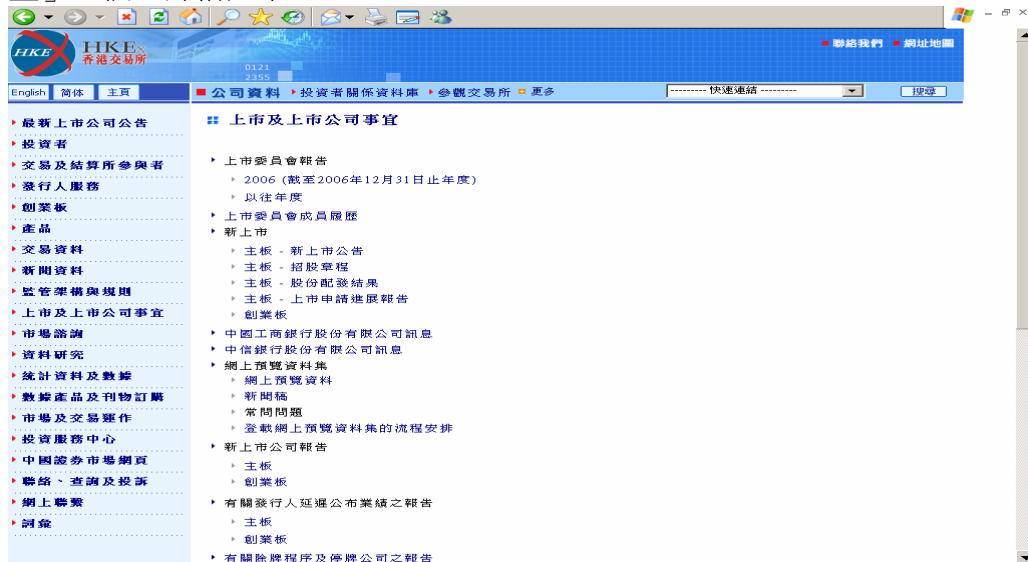 HKEx
HKEx
香港交易所
聯絡我們 網址地圖
0121
2355
English 简体 主頁 公司資料 投資者關係資料庫 參觀交易所 更多 --------- 快速連結 --------- 搜尋
最新上市公司公告
投資者
交易及結算所參與者
發行人服務
創業板
產品
交易資料
新聞資料
監管架構與規則
上市及上市公司事宜
市場諮詢
資料研究
統計資料及數據
數據產品及刊物訂購
市場及交易運作
投資服務中心
中國證券市場網頁
聯絡、查詢及投訴
網上聯繫
詞彙
上市及上市公司事宜
上市委員會報告
2006 (截至2006年12月31日止年度)
以往年度
上市委員會成員履歷
新上市
主板 - 新上市公告
主板 - 招股章程
主板 - 股份配發結果
主板 - 上市申請進展報告
創業板
中國工商銀行股份有限公司訊息
中信銀行股份有限公司訊息
網上預覽資料集
網上預覽資料
新聞稿
常問問題
登載網上預覽資料集的流程安排
新上市公司報告
主板
創業板
有關發行人延遲公布業績之報告
主板
創業板
有關除牌程序及停牌公司之報告